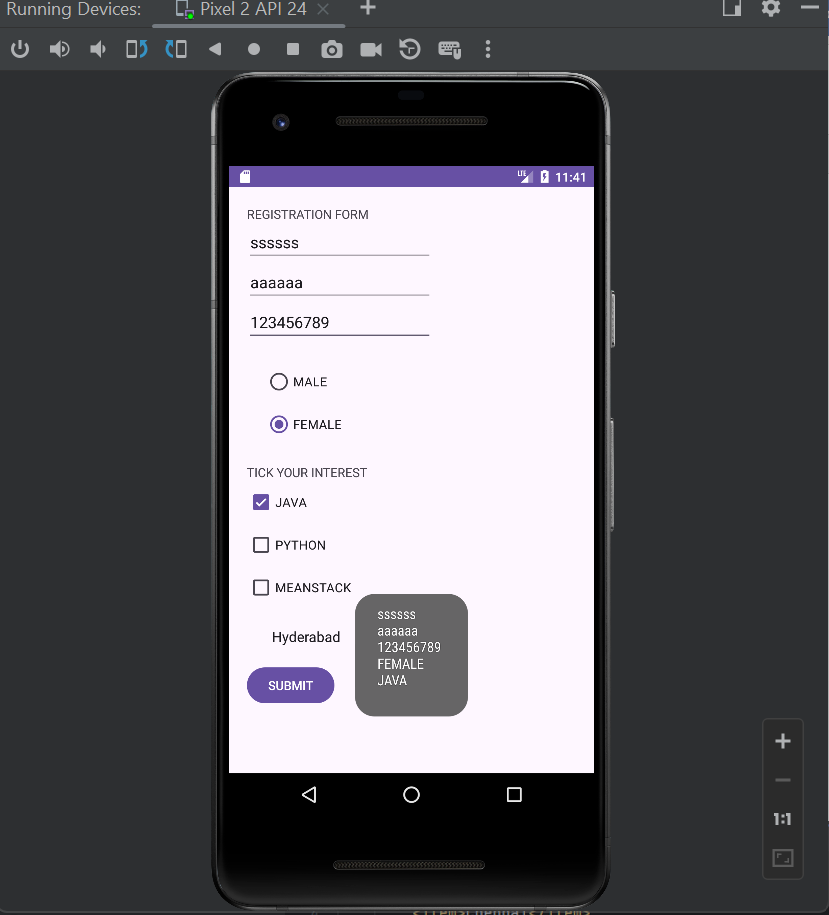 Running Devices: Pixel 2 API 24
LTE 11:41
REGISTRATION FORM
ssssss
aaaaaa
123456789
MALE
FEMALE
TICK YOUR INTEREST
JAVA
PYTHON
MEANSTACK
Hyderabad
SUBMIT
ssssss
aaaaaa
123456789
FEMALE
JAVA
1:1